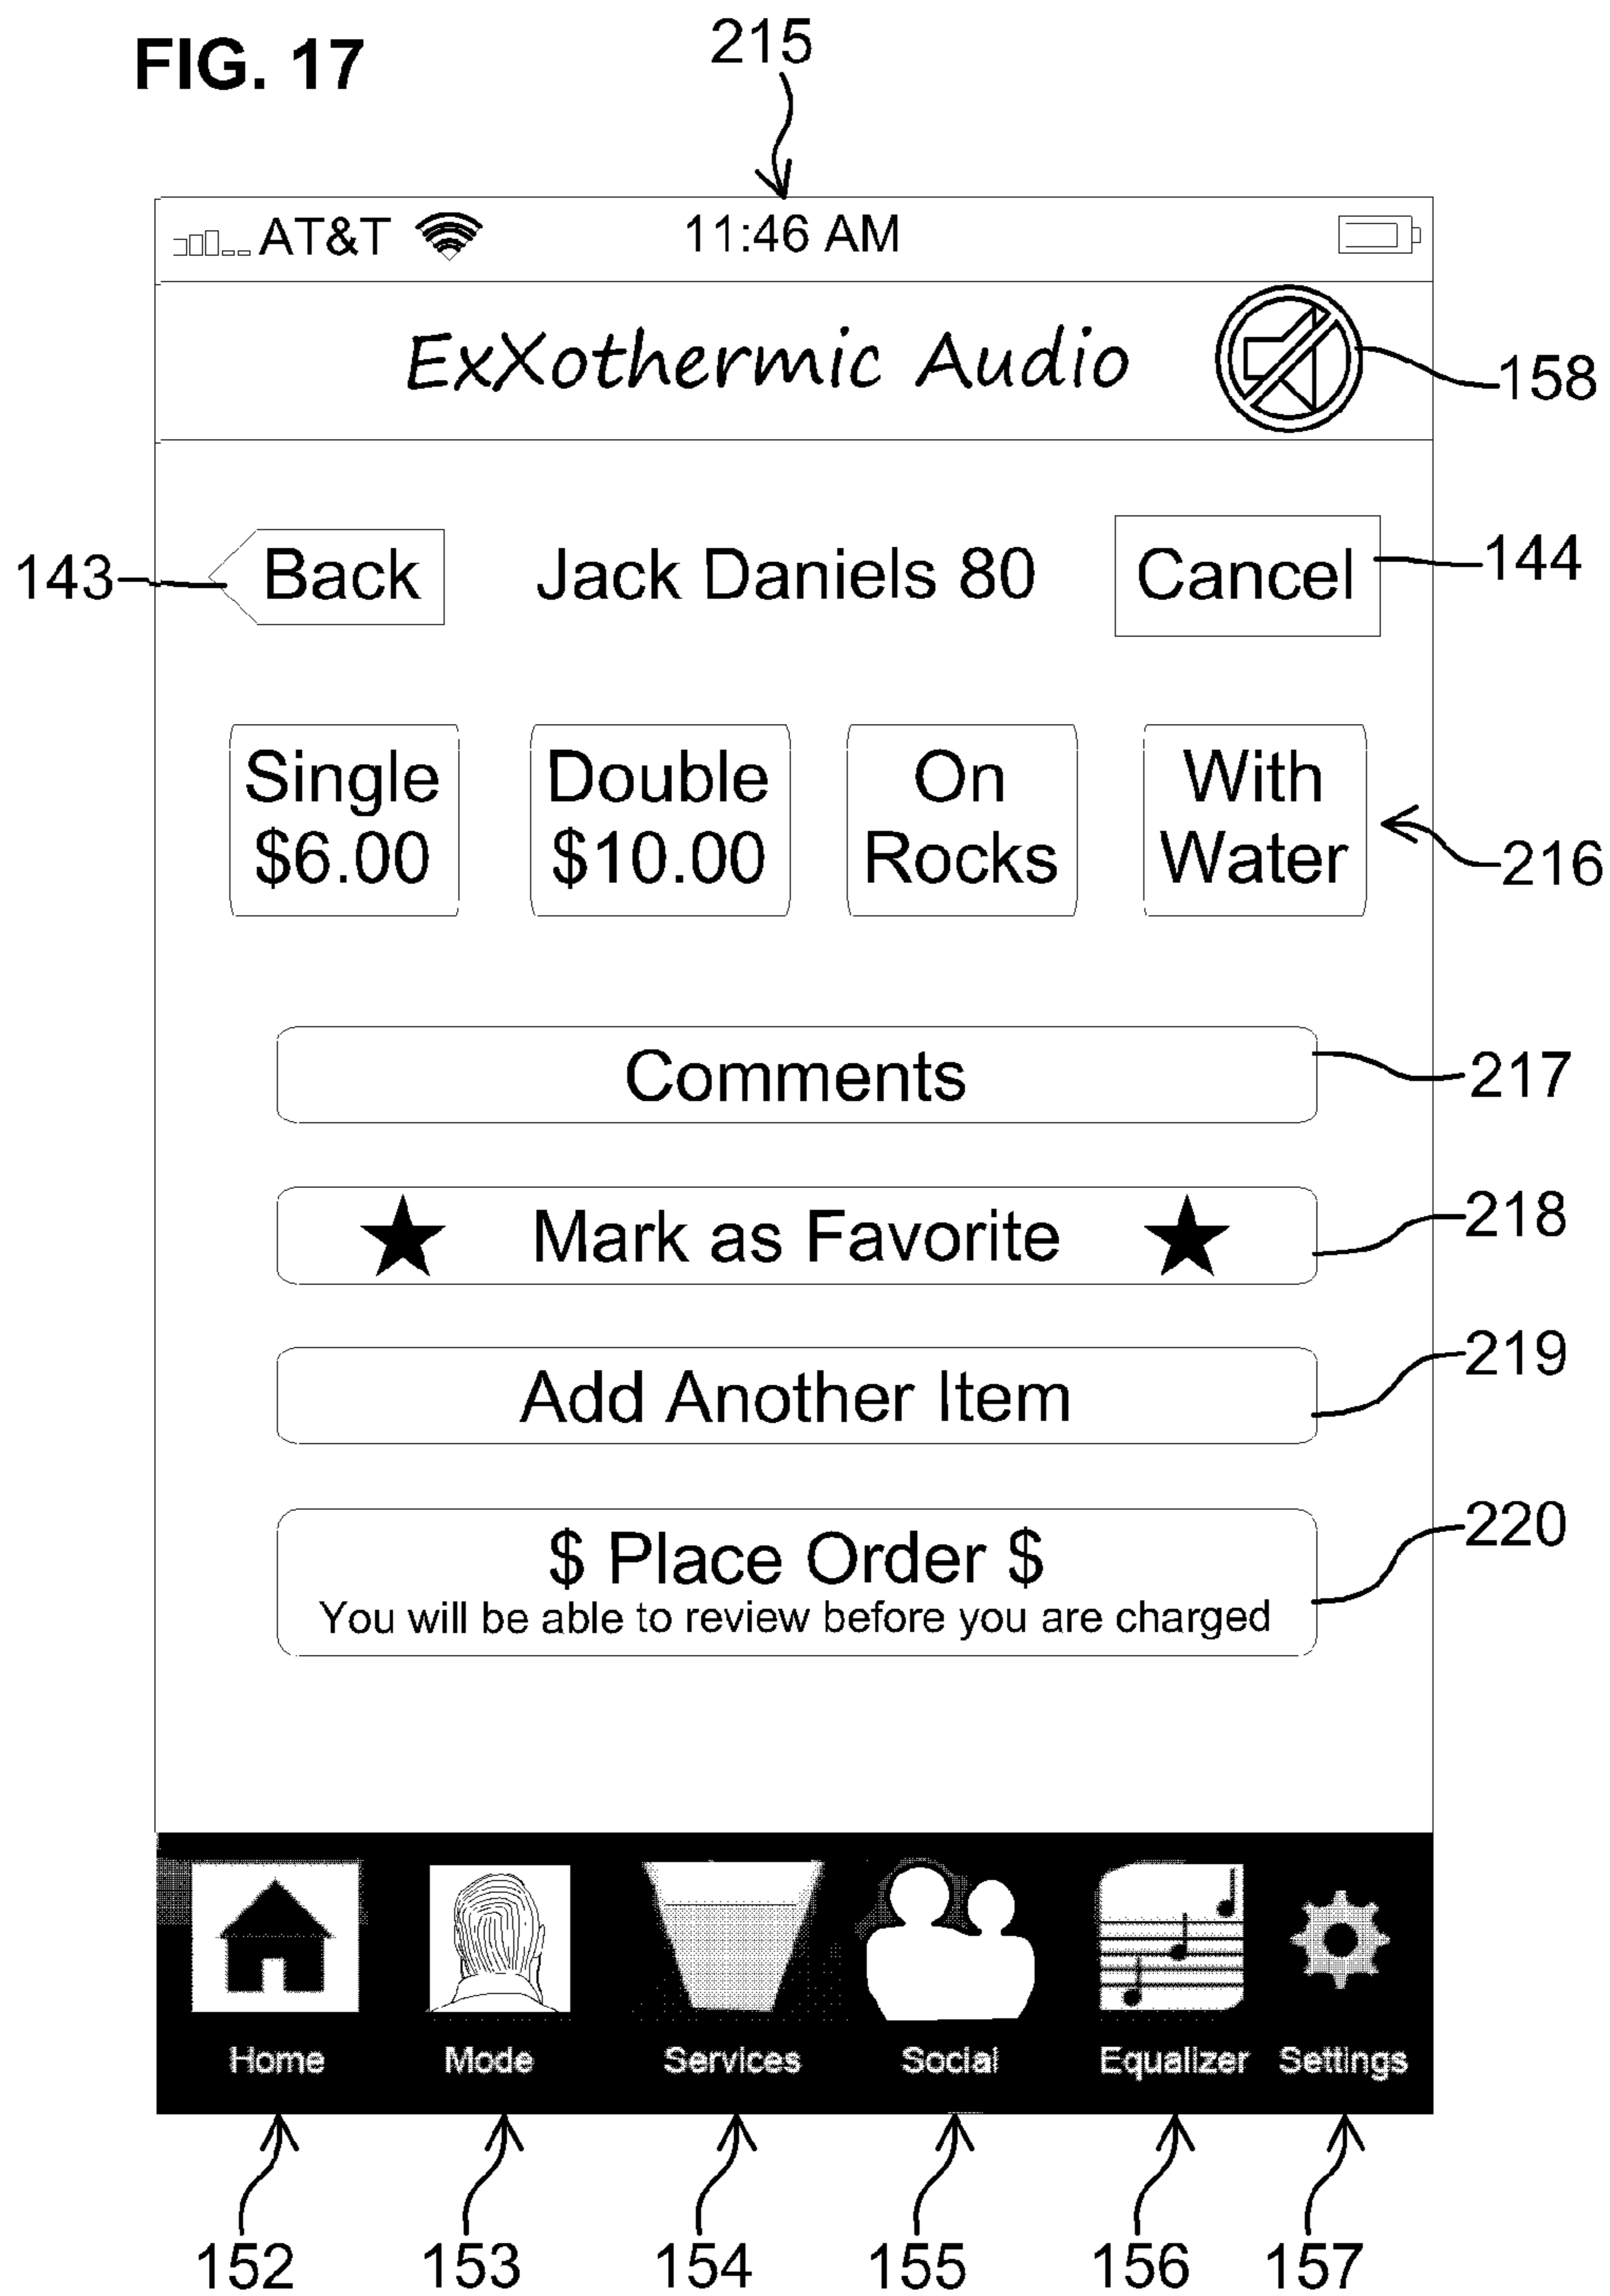 FIG. 17
215
AT&T 11:46 AM
ExXothermic Audio
158
143
Back
Jack Daniels 80
Cancel
144
Single
$6.00
Double
$10.00
On
Rocks
With
Water
216
Comments
217
★ Mark as Favorite ★
218
Add Another Item
219
$ Place Order $
You will be able to review before you are charged
220
Home Mode Services Social Equalizer Settings
152 153 154 155 156 157